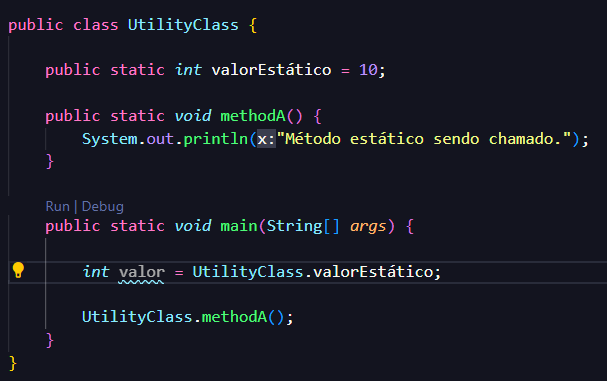 public class UtilityClass {
public static int valorEstático = 10;
public static void methodA() {
System.out.println(x:"Método estático sendo chamado.");
}
Run | Debug
public static void main(String[] args) {
int valor = UtilityClass.valorEstático;
UtilityClass.methodA();
}
}